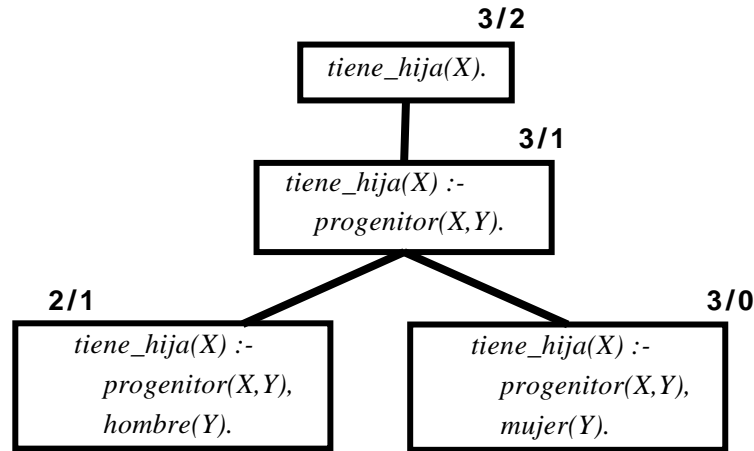 3/2
tiene_hija(X).
3/1
tiene_hija(X) :-
progenitor(X,Y).
2/1
tiene_hija(X) :-
progenitor(X,Y),
hombre(Y).
3/0
tiene_hija(X) :-
progenitor(X,Y),
mujer(Y).